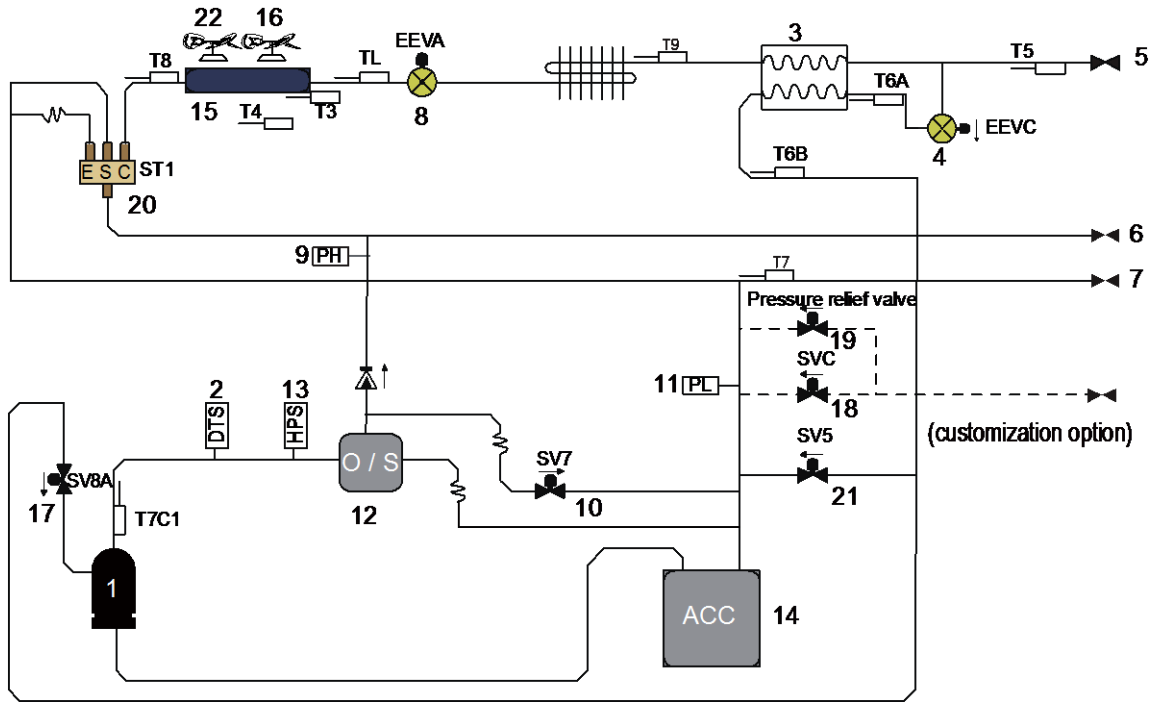 22
16
EEVA
3
T8
TL
T9
T5
5
T6A
15
T4
T3
8
EEVC
4
E S C
ST1
T6B
20
6
9
PH
T7
7
Pressure relief valve
19
SVC
11
PL
2
13
18
(customization option)
DTS
HPS
SV5
O / S
SV7
SV8A
21
17
10
12
T7C1
1
ACC
14